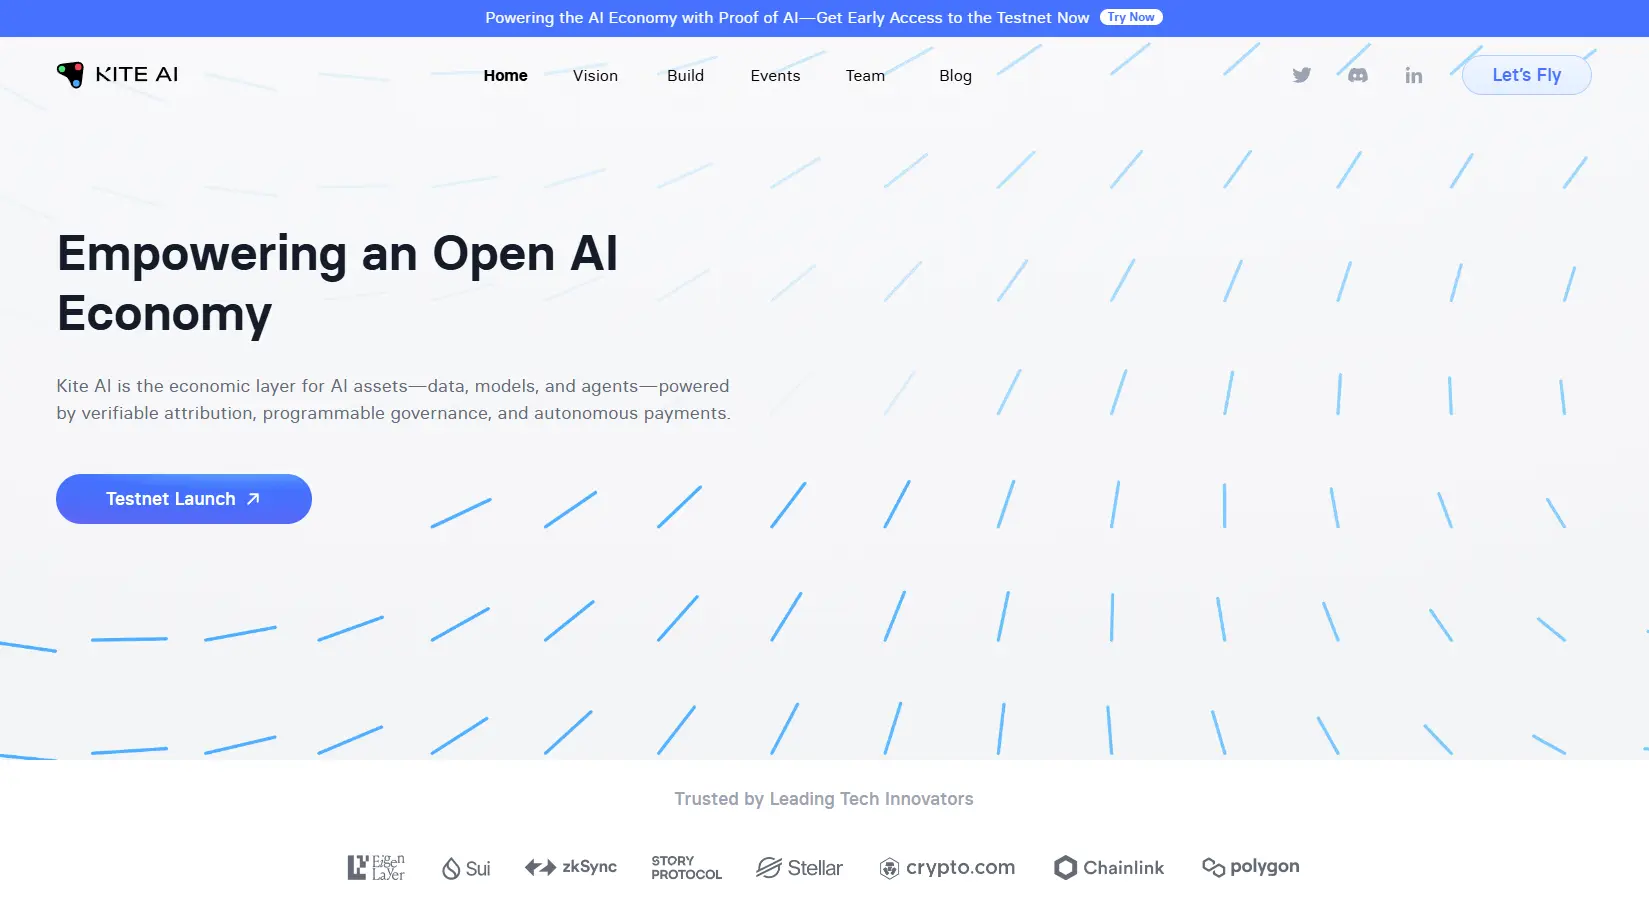 Powering the AI Economy with Proof of AI—Get Early Access to the Testnet Now Try Now
KITE AI Home Vision Build Events Team Blog Let's Fly
Empowering an Open AI
Economy
Kite AI is the economic layer for AI assets—data, models, and agents—powered
by verifiable attribution, programmable governance, and autonomous payments.
Testnet Launch
Trusted by Leading Tech Innovators
Eigen
Layer
Sui
zkSync
STORY
PROTOCOL
Stellar
crypto.com
Chainlink
polygon